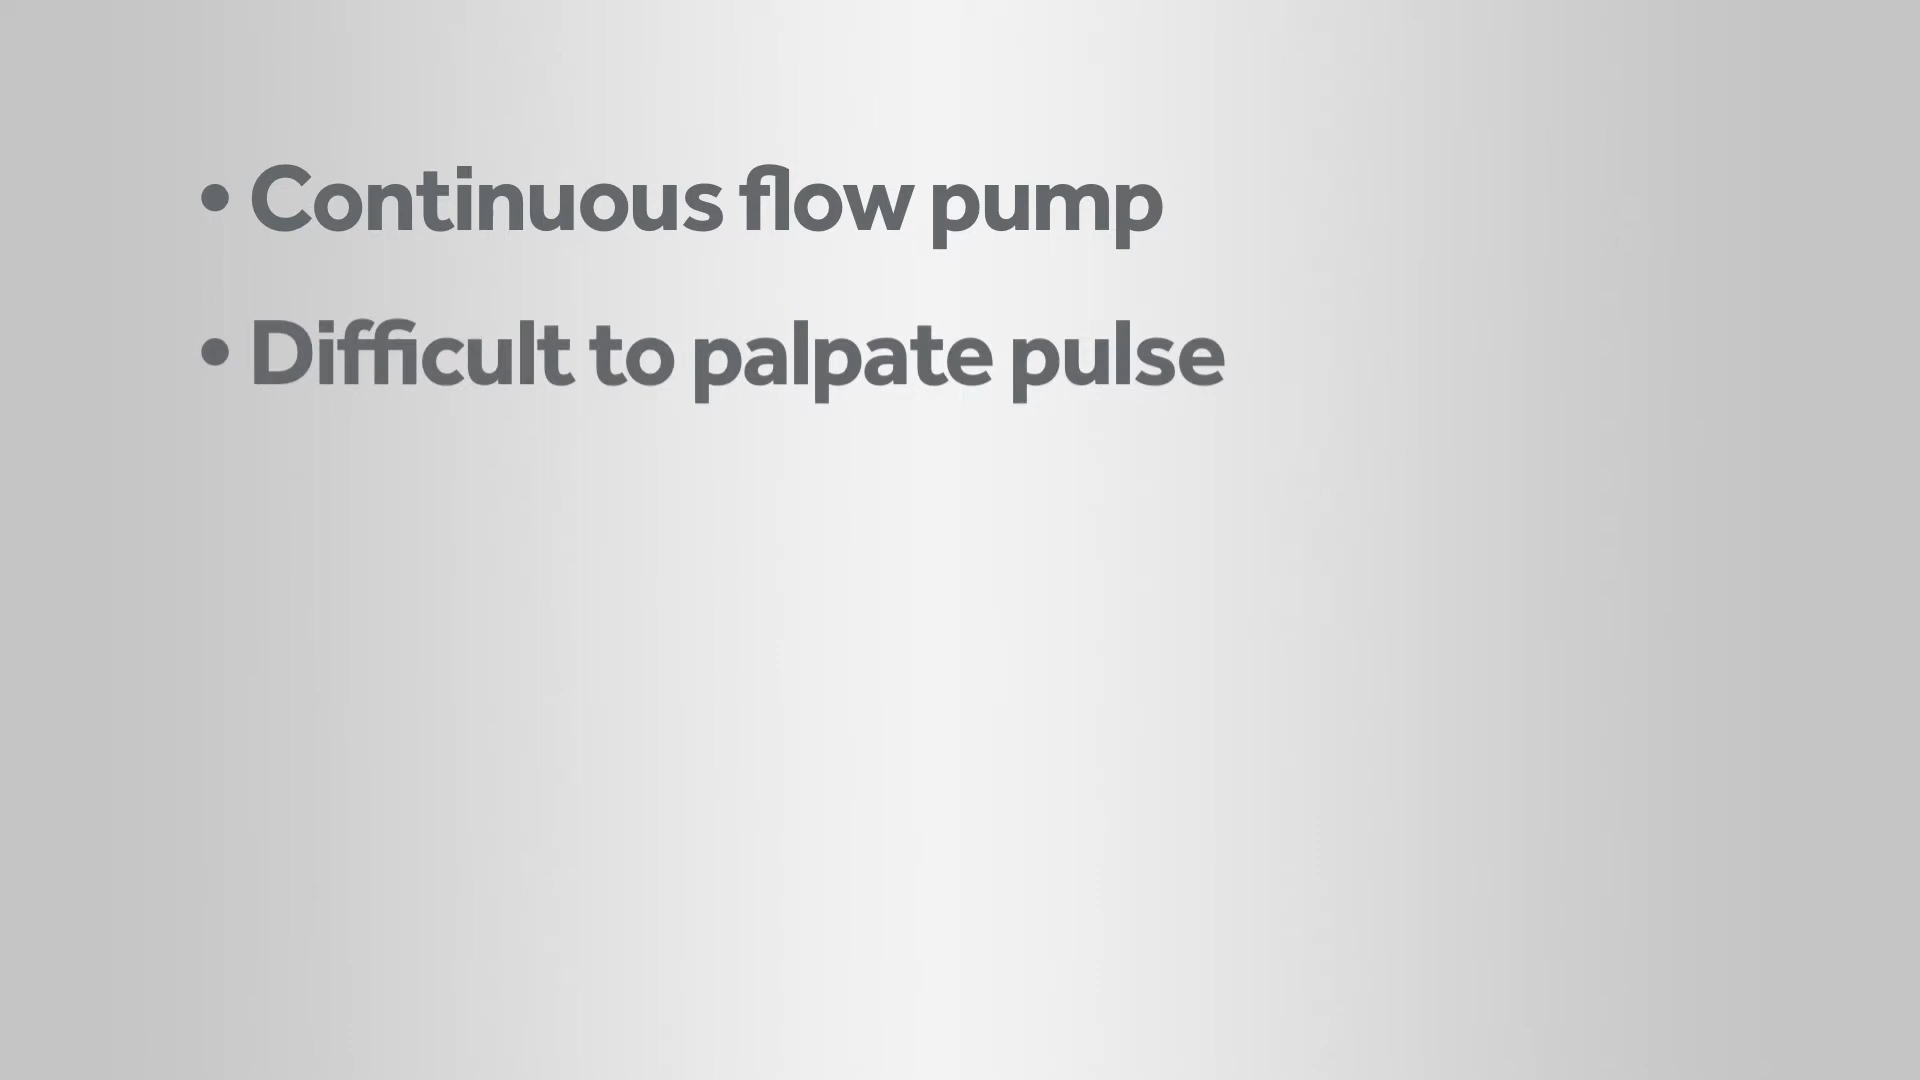 • Continuous flow pump
• Difficult to palpate pulse